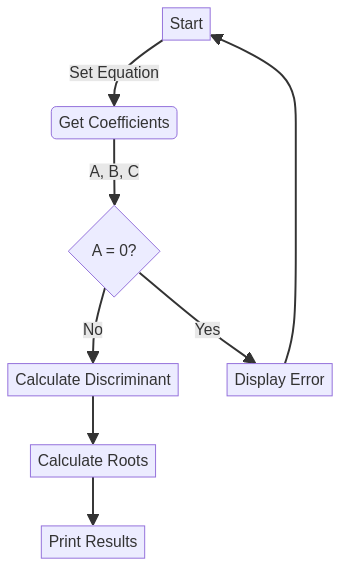 Start
Set Equation
Get Coefficients
A, B, C
A = 0?
No
Yes
Calculate Discriminant
Display Error
Calculate Roots
Print Results